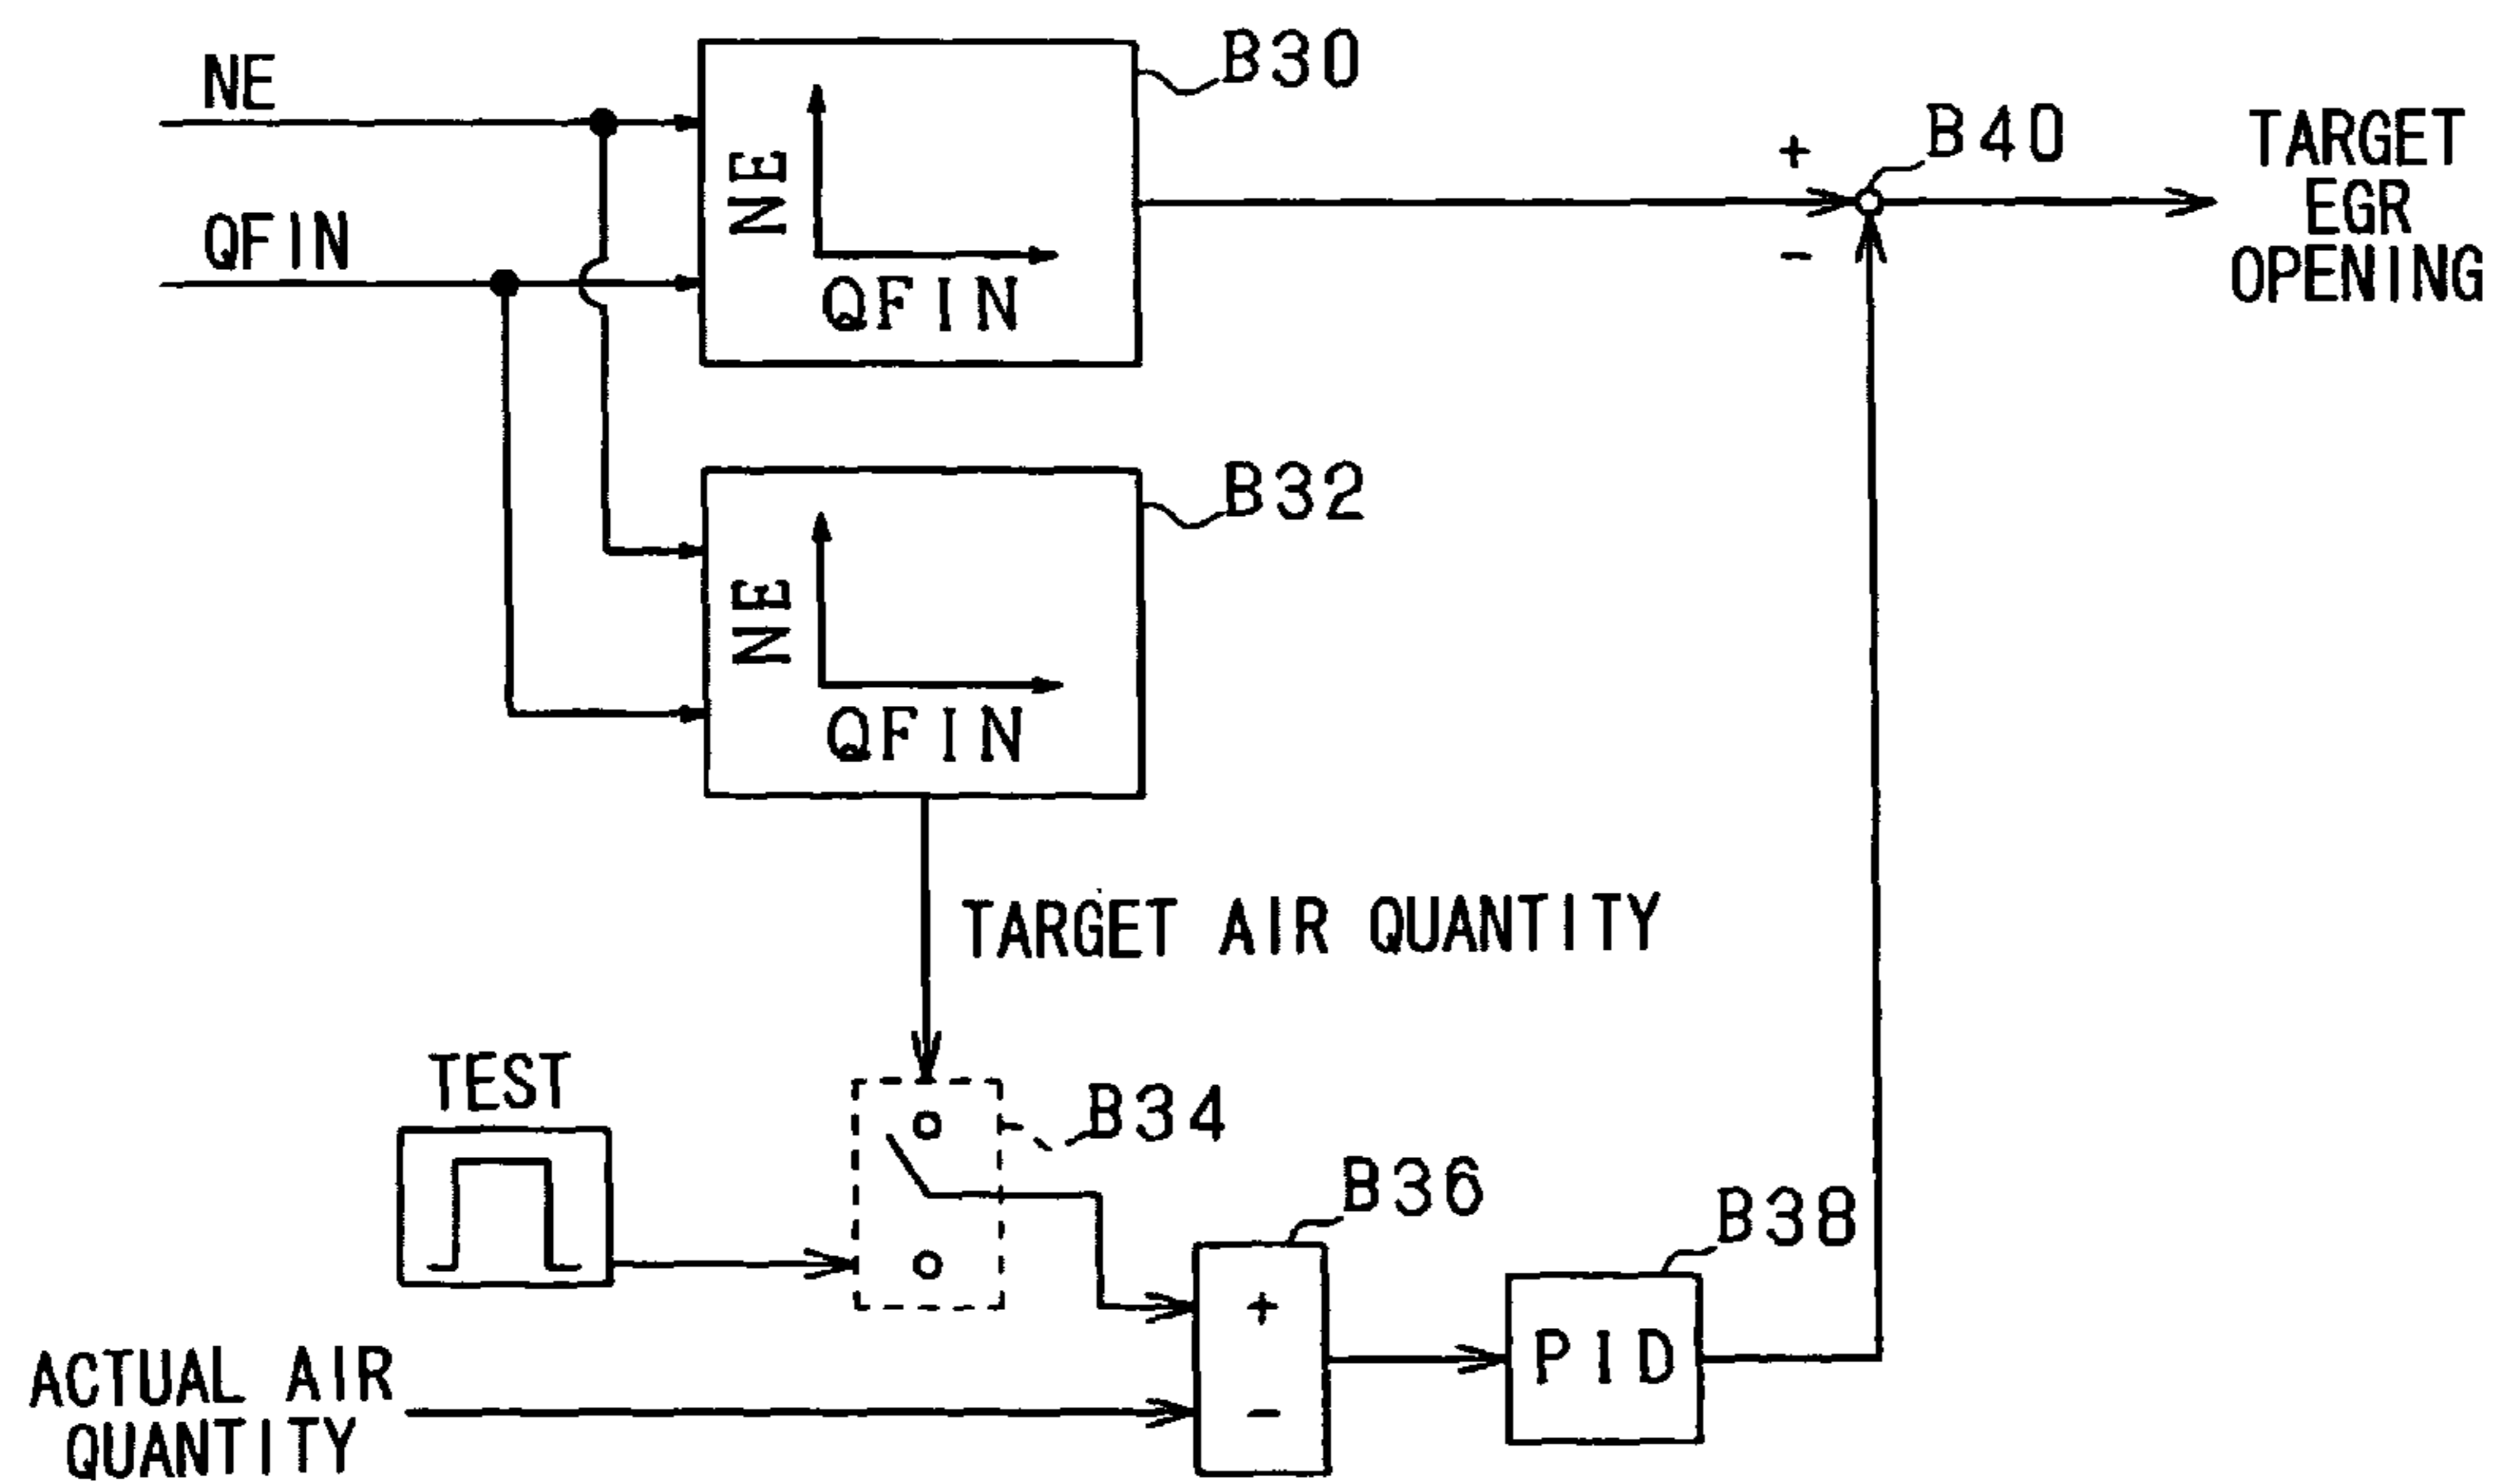 NE
QFIN
NE
QFIN
B30
+
-
B40
TARGET
EGR
OPENING
NE
QFIN
B32
TARGET AIR QUANTITY
TEST
B34
B36
+
-
B38
PID
ACTUAL AIR
QUANTITY